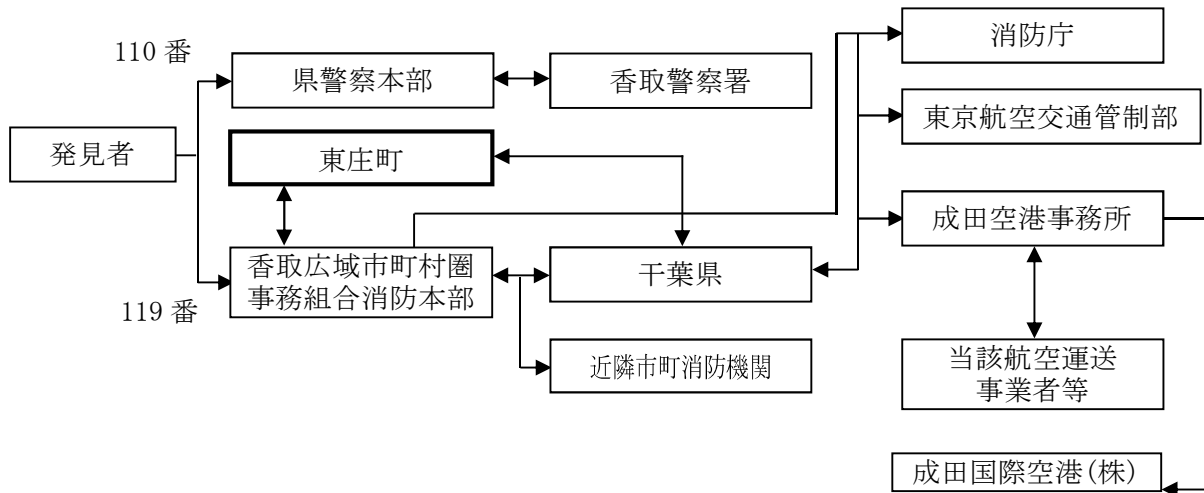 110 番
消防庁
県警察本部
香取警察署
東京航空交通管制部
発見者
東庄町
成田空港事務所
香取広域市町村圏
事務組合消防本部
千葉県
119 番
近隣市町消防機関
当該航空運送
事業者等
成田国際空港(株)